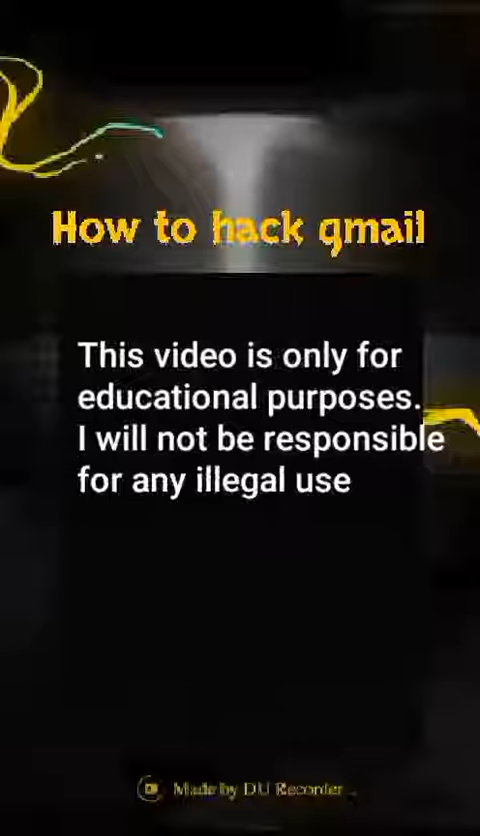 How to hack gmail
This video is only for
educational purposes.
I will not be responsible
for any illegal use
Made by DU Recorder